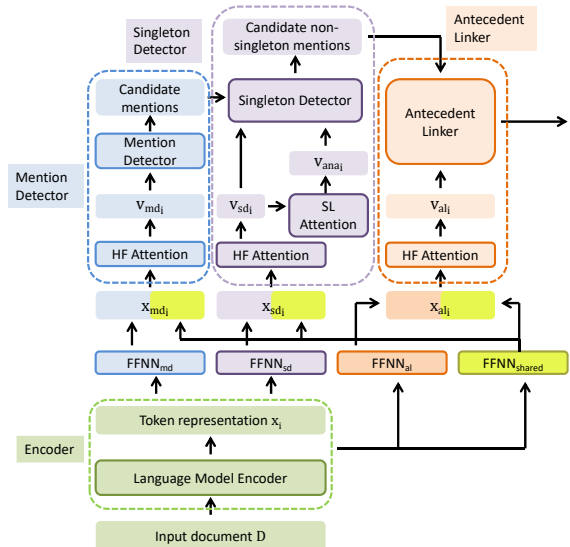 Singleton
Detector
Candidate non-
singleton mentions
Antecedent
Linker
Candidate
mentions
Singleton Detector
Antecedent
Linker
Mention
Detector
Mention
Detector
v_ana_i
v_md_i
v_sd_i
SL
Attention
v_al_i
HF Attention
HF Attention
HF Attention
x_md_i
x_sd_i
x_al_i
FFNN_md
FFNN_sd
FFNN_al
FFNN_shared
Token representation x_i
Encoder
Language Model Encoder
Input document D